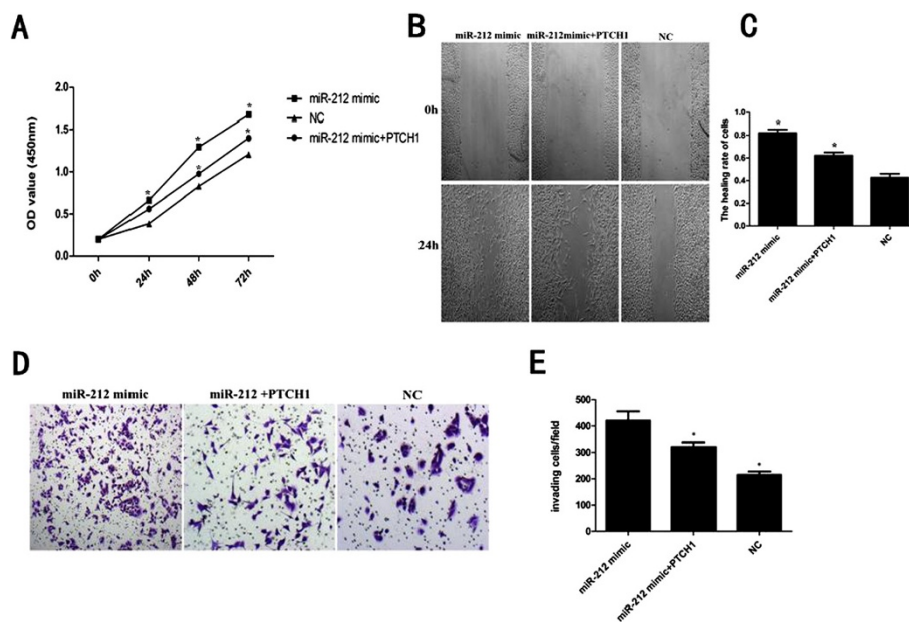 A
OD value (450nm)
2.0
1.5
1.0
0.5
0.0
0h
24h
48h
72h
*
*
*
*
*
miR-212 mimic
NC
miR-212 mimic+PTCH1
B
miR-212 mimic
miR-212mimic+PTCH1
NC
0h
24h
C
The healing rate of cells
1.0
0.8
0.6
0.4
0.2
0.0
*
*
miR-212 mimic
miR-212 mimic+PTCH1
NC
D
miR-212 mimic
miR-212 +PTCH1
NC
E
invading cells/field
500
400
300
200
100
0
*
*
miR-212 mimic
miR-212 mimic+PTCH1
NC